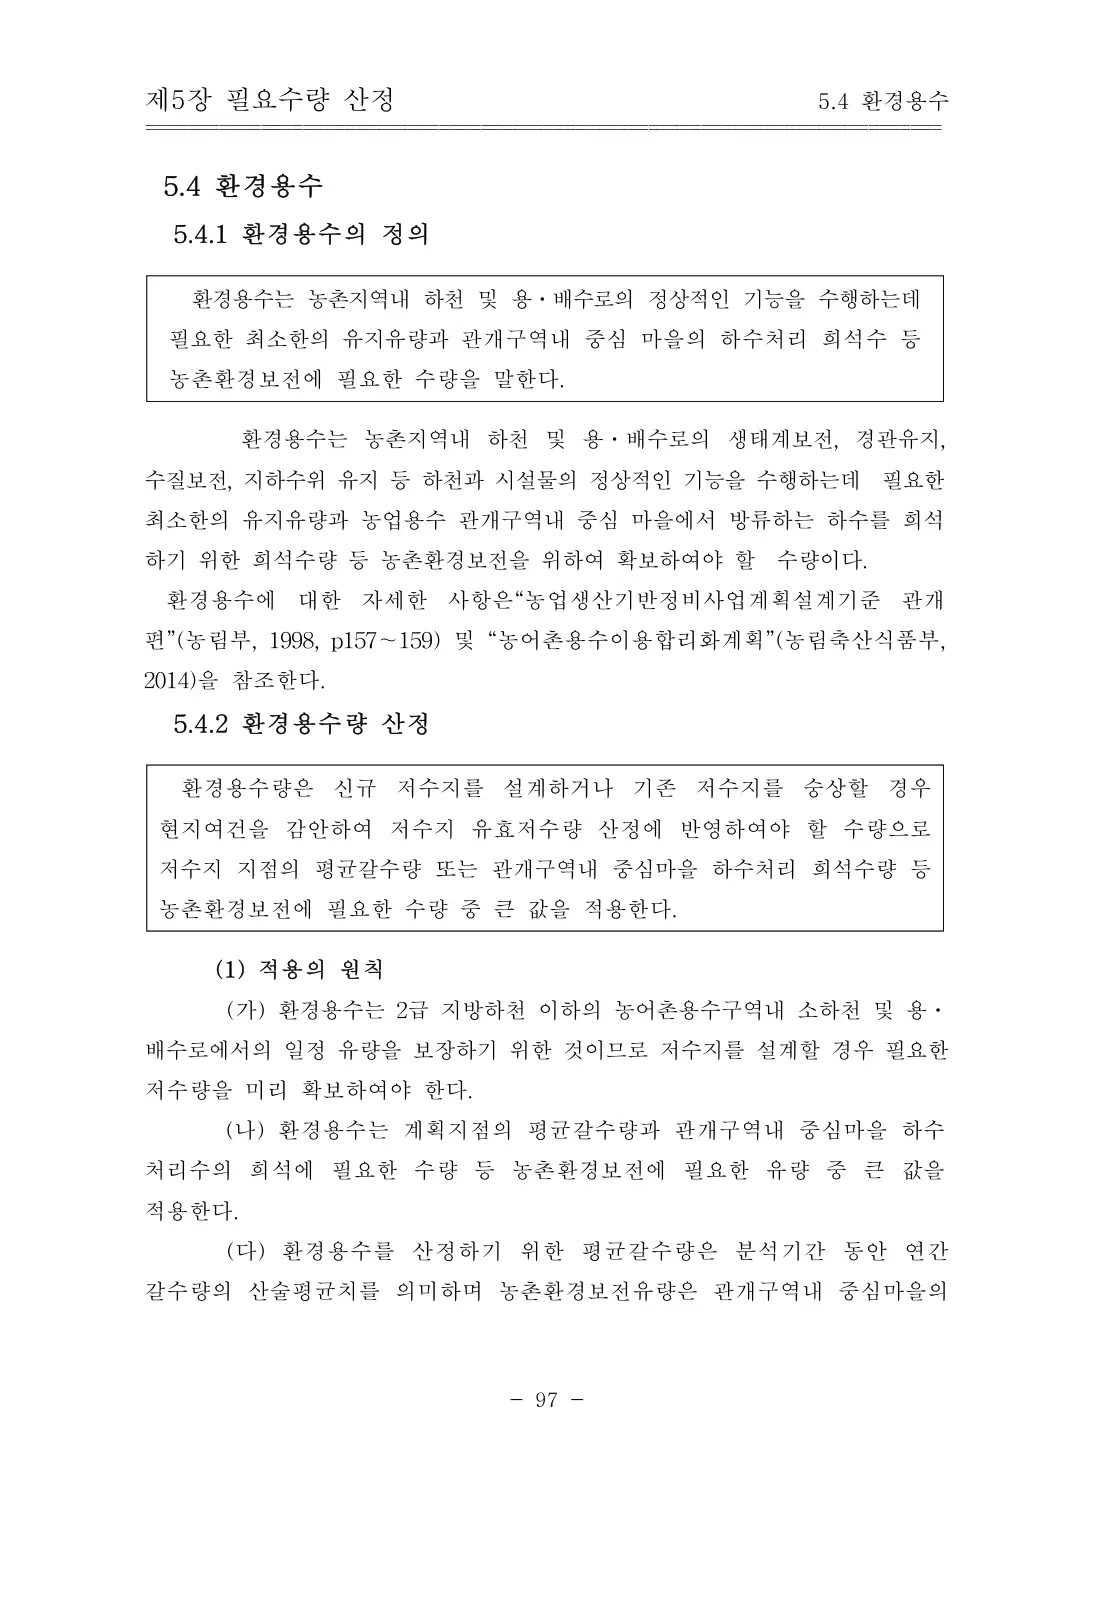 제5장 필요수량 산정
5.4 환경용수
5.4 환경용수
5.4.1 환경용수의 정의
환경용수는 농촌지역내 하천 및 용・배수로의 정상적인 기능을 수행하는데
필요한 최소한의 유지유량과 관개구역내 중심 마을의 하수처리 희석수 등
농촌환경보전에 필요한 수량을 말한다.
환경용수는 농촌지역내 하천 및 용・배수로의 생태계보전, 경관유지,
수질보전, 지하수위 유지 등 하천과 시설물의 정상적인 기능을 수행하는데 필요한
최소한의 유지유량과 농업용수 관개구역내 중심 마을에서 방류하는 하수를 희석
하기 위한 희석수량 등 농촌환경보전을 위하여 확보하여야 할 수량이다.
환경용수에 대한 자세한 사항은“농업생산기반정비사업계획설계기준 관개
편”(농림부, 1998, p157～159) 및 “농어촌용수이용합리화계획”(농림축산식품부,
2014)을 참조한다.
5.4.2 환경용수량 산정
환경용수량은 신규 저수지를 설계하거나 기존 저수지를 숭상할 경우
현지여건을 감안하여 저수지 유효저수량 산정에 반영하여야 할 수량으로
저수지 지점의 평균갈수량 또는 관개구역내 중심마을 하수처리 희석수량 등
농촌환경보전에 필요한 수량 중 큰 값을 적용한다.
(1) 적용의 원칙
(가) 환경용수는 2급 지방하천 이하의 농어촌용수구역내 소하천 및 용・
배수로에서의 일정 유량을 보장하기 위한 것이므로 저수지를 설계할 경우 필요한
저수량을 미리 확보하여야 한다.
(나) 환경용수는 계획지점의 평균갈수량과 관개구역내 중심마을 하수
처리수의 희석에 필요한 수량 등 농촌환경보전에 필요한 유량 중 큰 값을
적용한다.
(다) 환경용수를 산정하기 위한 평균갈수량은 분석기간 동안 연간
갈수량의 산술평균치를 의미하며 농촌환경보전유량은 관개구역내 중심마을의
- 97 -